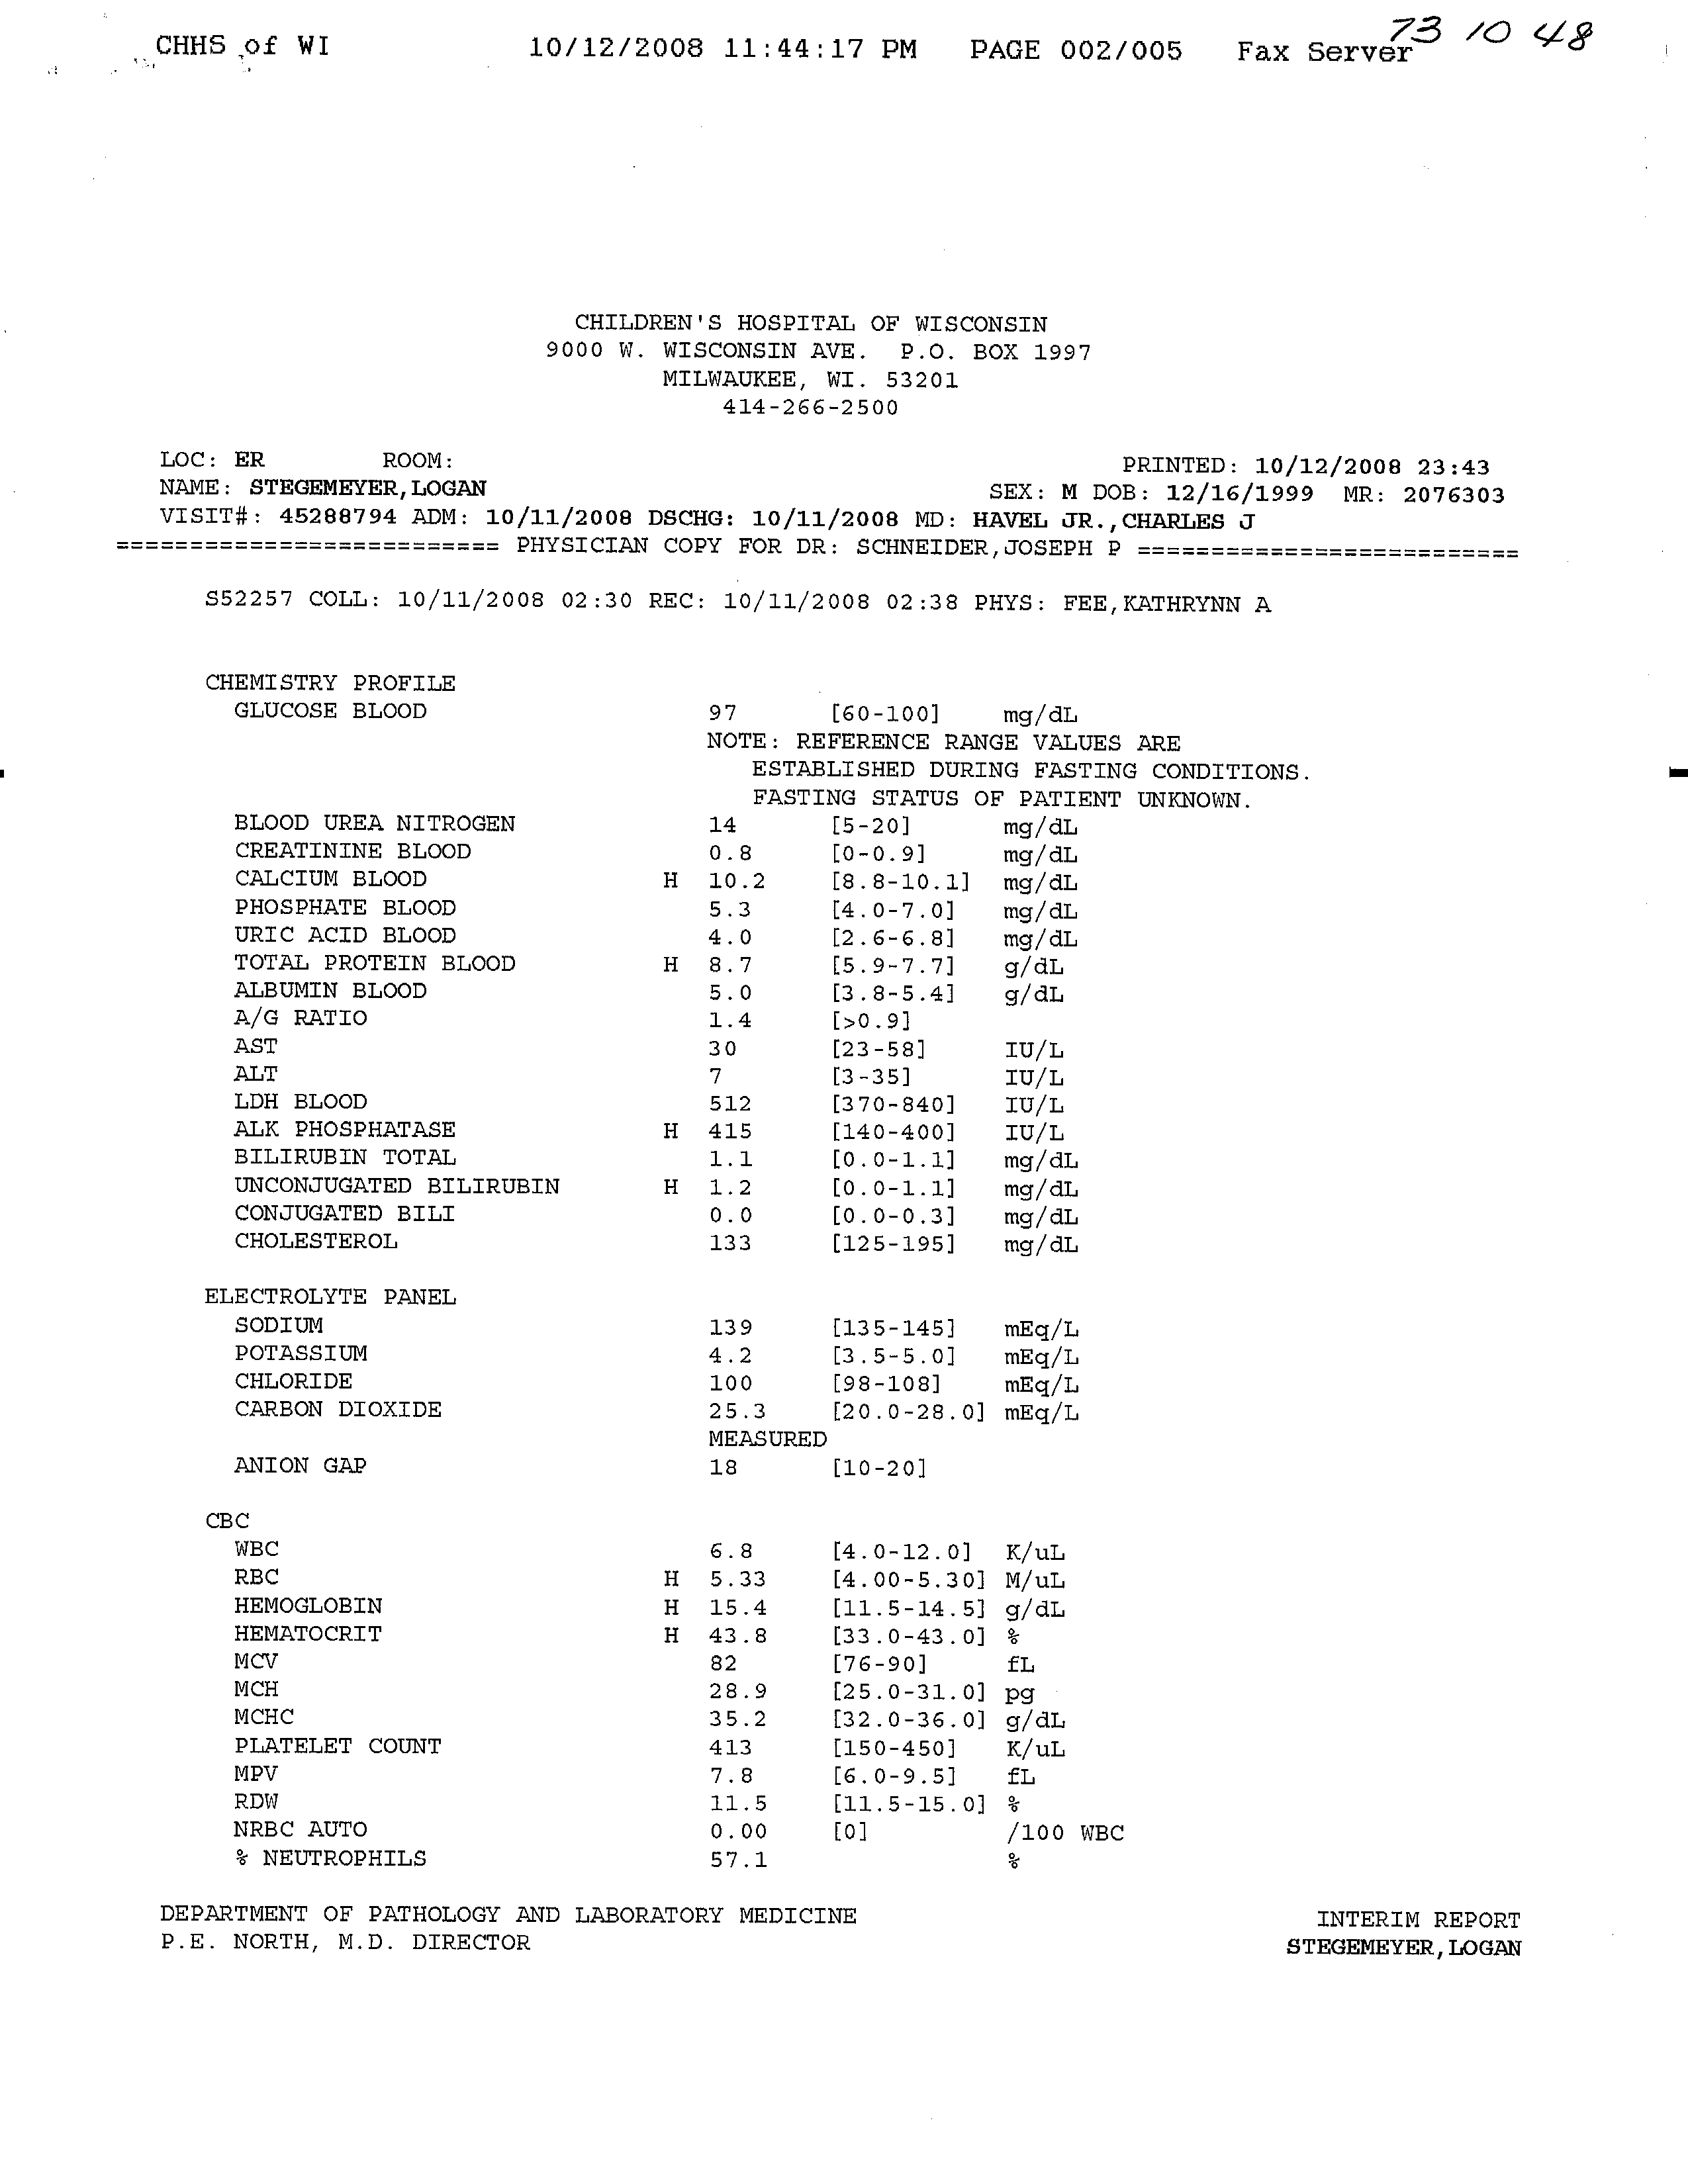 CHHS of WI 10/12/2008 11:44:17 PM PAGE 002/005 Fax Server 73 10 48
CHILDREN'S HOSPITAL OF WISCONSIN
9000 W. WISCONSIN AVE. P.O. BOX 1997
MILWAUKEE, WI. 53201
414-266-2500
LOC: ER ROOM: PRINTED: 10/12/2008 23:43
NAME: STEGEMEYER,LOGAN SEX: M DOB: 12/16/1999 MR: 2076303
VISIT#: 45288794 ADM: 10/11/2008 DSCHG: 10/11/2008 MD: HAVEL JR.,CHARLES J
========================== PHYSICIAN COPY FOR DR: SCHNEIDER,JOSEPH P ==========================
S52257 COLL: 10/11/2008 02:30 REC: 10/11/2008 02:38 PHYS: FEE,KATHRYNN A
CHEMISTRY PROFILE
GLUCOSE BLOOD 97 [60-100] mg/dL
NOTE: REFERENCE RANGE VALUES ARE
ESTABLISHED DURING FASTING CONDITIONS.
FASTING STATUS OF PATIENT UNKNOWN.
BLOOD UREA NITROGEN 14 [5-20] mg/dL
CREATININE BLOOD 0.8 [0-0.9] mg/dL
CALCIUM BLOOD H 10.2 [8.8-10.1] mg/dL
PHOSPHATE BLOOD 5.3 [4.0-7.0] mg/dL
URIC ACID BLOOD 4.0 [2.6-6.8] mg/dL
TOTAL PROTEIN BLOOD H 8.7 [5.9-7.7] g/dL
ALBUMIN BLOOD 5.0 [3.8-5.4] g/dL
A/G RATIO 1.4 [>0.9]
AST 30 [23-58] IU/L
ALT 7 [3-35] IU/L
LDH BLOOD 512 [370-840] IU/L
ALK PHOSPHATASE H 415 [140-400] IU/L
BILIRUBIN TOTAL 1.1 [0.0-1.1] mg/dL
UNCONJUGATED BILIRUBIN H 1.2 [0.0-1.1] mg/dL
CONJUGATED BILI 0.0 [0.0-0.3] mg/dL
CHOLESTEROL 133 [125-195] mg/dL
ELECTROLYTE PANEL
SODIUM 139 [135-145] mEq/L
POTASSIUM 4.2 [3.5-5.0] mEq/L
CHLORIDE 100 [98-108] mEq/L
CARBON DIOXIDE 25.3 [20.0-28.0] mEq/L
MEASURED
ANION GAP 18 [10-20]
CBC
WBC 6.8 [4.0-12.0] K/uL
RBC H 5.33 [4.00-5.30] M/uL
HEMOGLOBIN H 15.4 [11.5-14.5] g/dL
HEMATOCRIT H 43.8 [33.0-43.0] %
MCV 82 [76-90] fL
MCH 28.9 [25.0-31.0] pg
MCHC 35.2 [32.0-36.0] g/dL
PLATELET COUNT 413 [150-450] K/uL
MPV 7.8 [6.0-9.5] fL
RDW 11.5 [11.5-15.0] %
NRBC AUTO 0.00 [0] /100 WBC
% NEUTROPHILS 57.1 %
DEPARTMENT OF PATHOLOGY AND LABORATORY MEDICINE INTERIM REPORT
P.E. NORTH, M.D. DIRECTOR STEGEMEYER,LOGAN